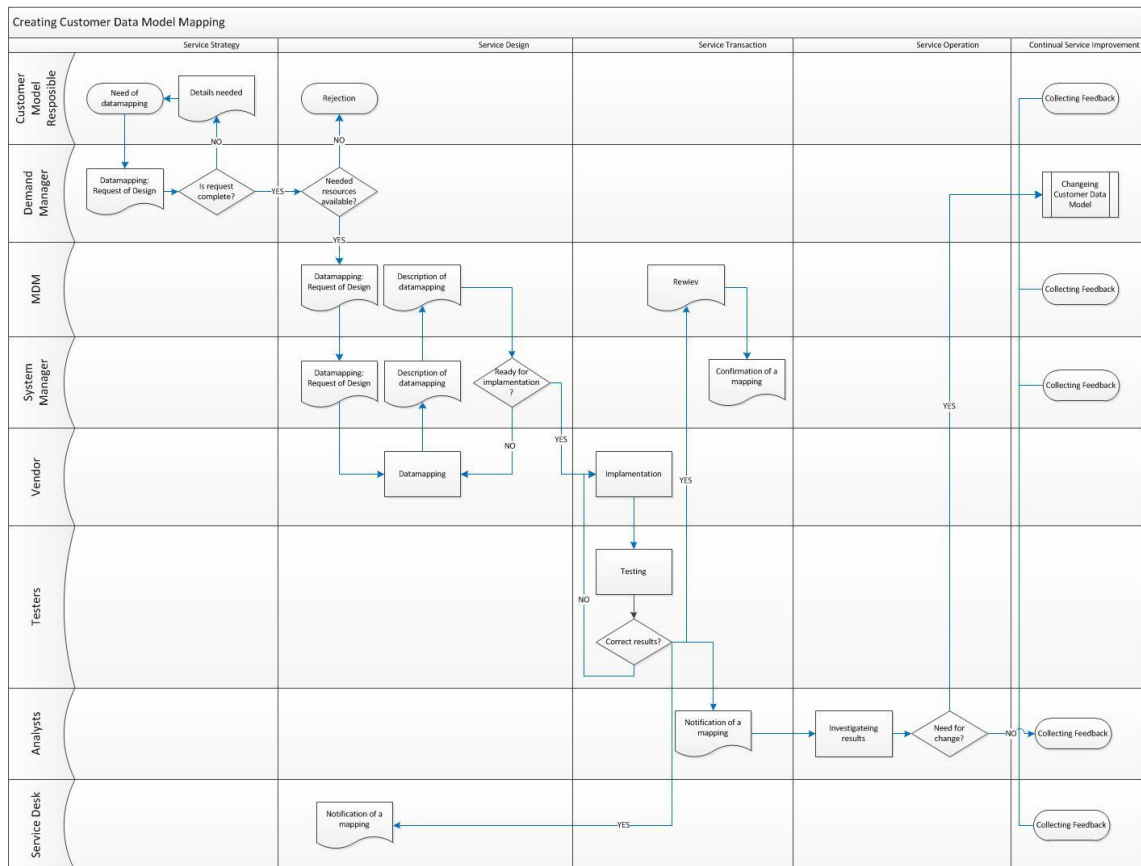 Creating Customer Data Model Mapping
Service Strategy
Service Design
Service Transaction
Service Operation
Continual Service Improvement
Customer
Model
Resposible
Need of
datamapping
Details needed
Rejection
Collecting Feedback
NO
NO
Demand
Manager
Datamapping:
Request of Design
Is request
complete?
YES
Needed
resources
available?
Changeing
Customer Data
Model
YES
MDM
Datamapping:
Request of Design
Description of
datamapping
Rewiev
Collecting Feedback
System
Manager
Datamapping:
Request of Design
Description of
datamapping
Ready for
implamentation
?
Confirmation of a
mapping
Collecting Feedback
YES
Vendor
NO
YES
Datamapping
Implamentation
YES
Testers
Testing
NO
Correct results?
Analysts
Notification of a
mapping
Investigateing
results
Need for
change?
NO
Collecting Feedback
Service Desk
Notification of a
mapping
YES
Collecting Feedback